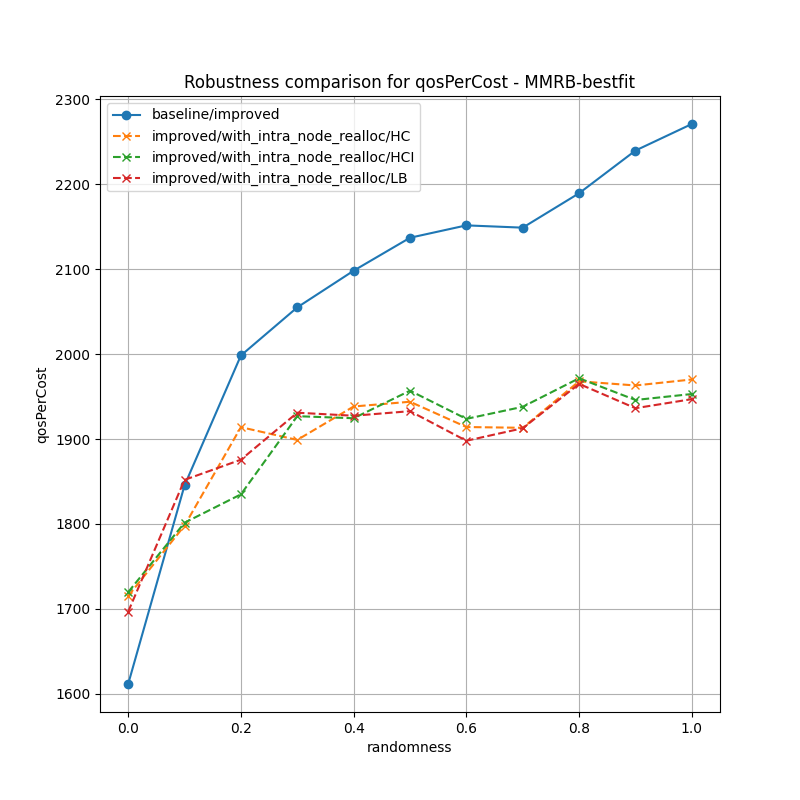 Robustness comparison for qosPerCost - MMRB-bestfit
baseline/improved
improved/with_intra_node_realloc/HC
improved/with_intra_node_realloc/HCI
improved/with_intra_node_realloc/LB
2300
2200
2100
2000
1900
1800
1700
1600
qosPerCost
0.0 0.2 0.4 0.6 0.8 1.0
randomness